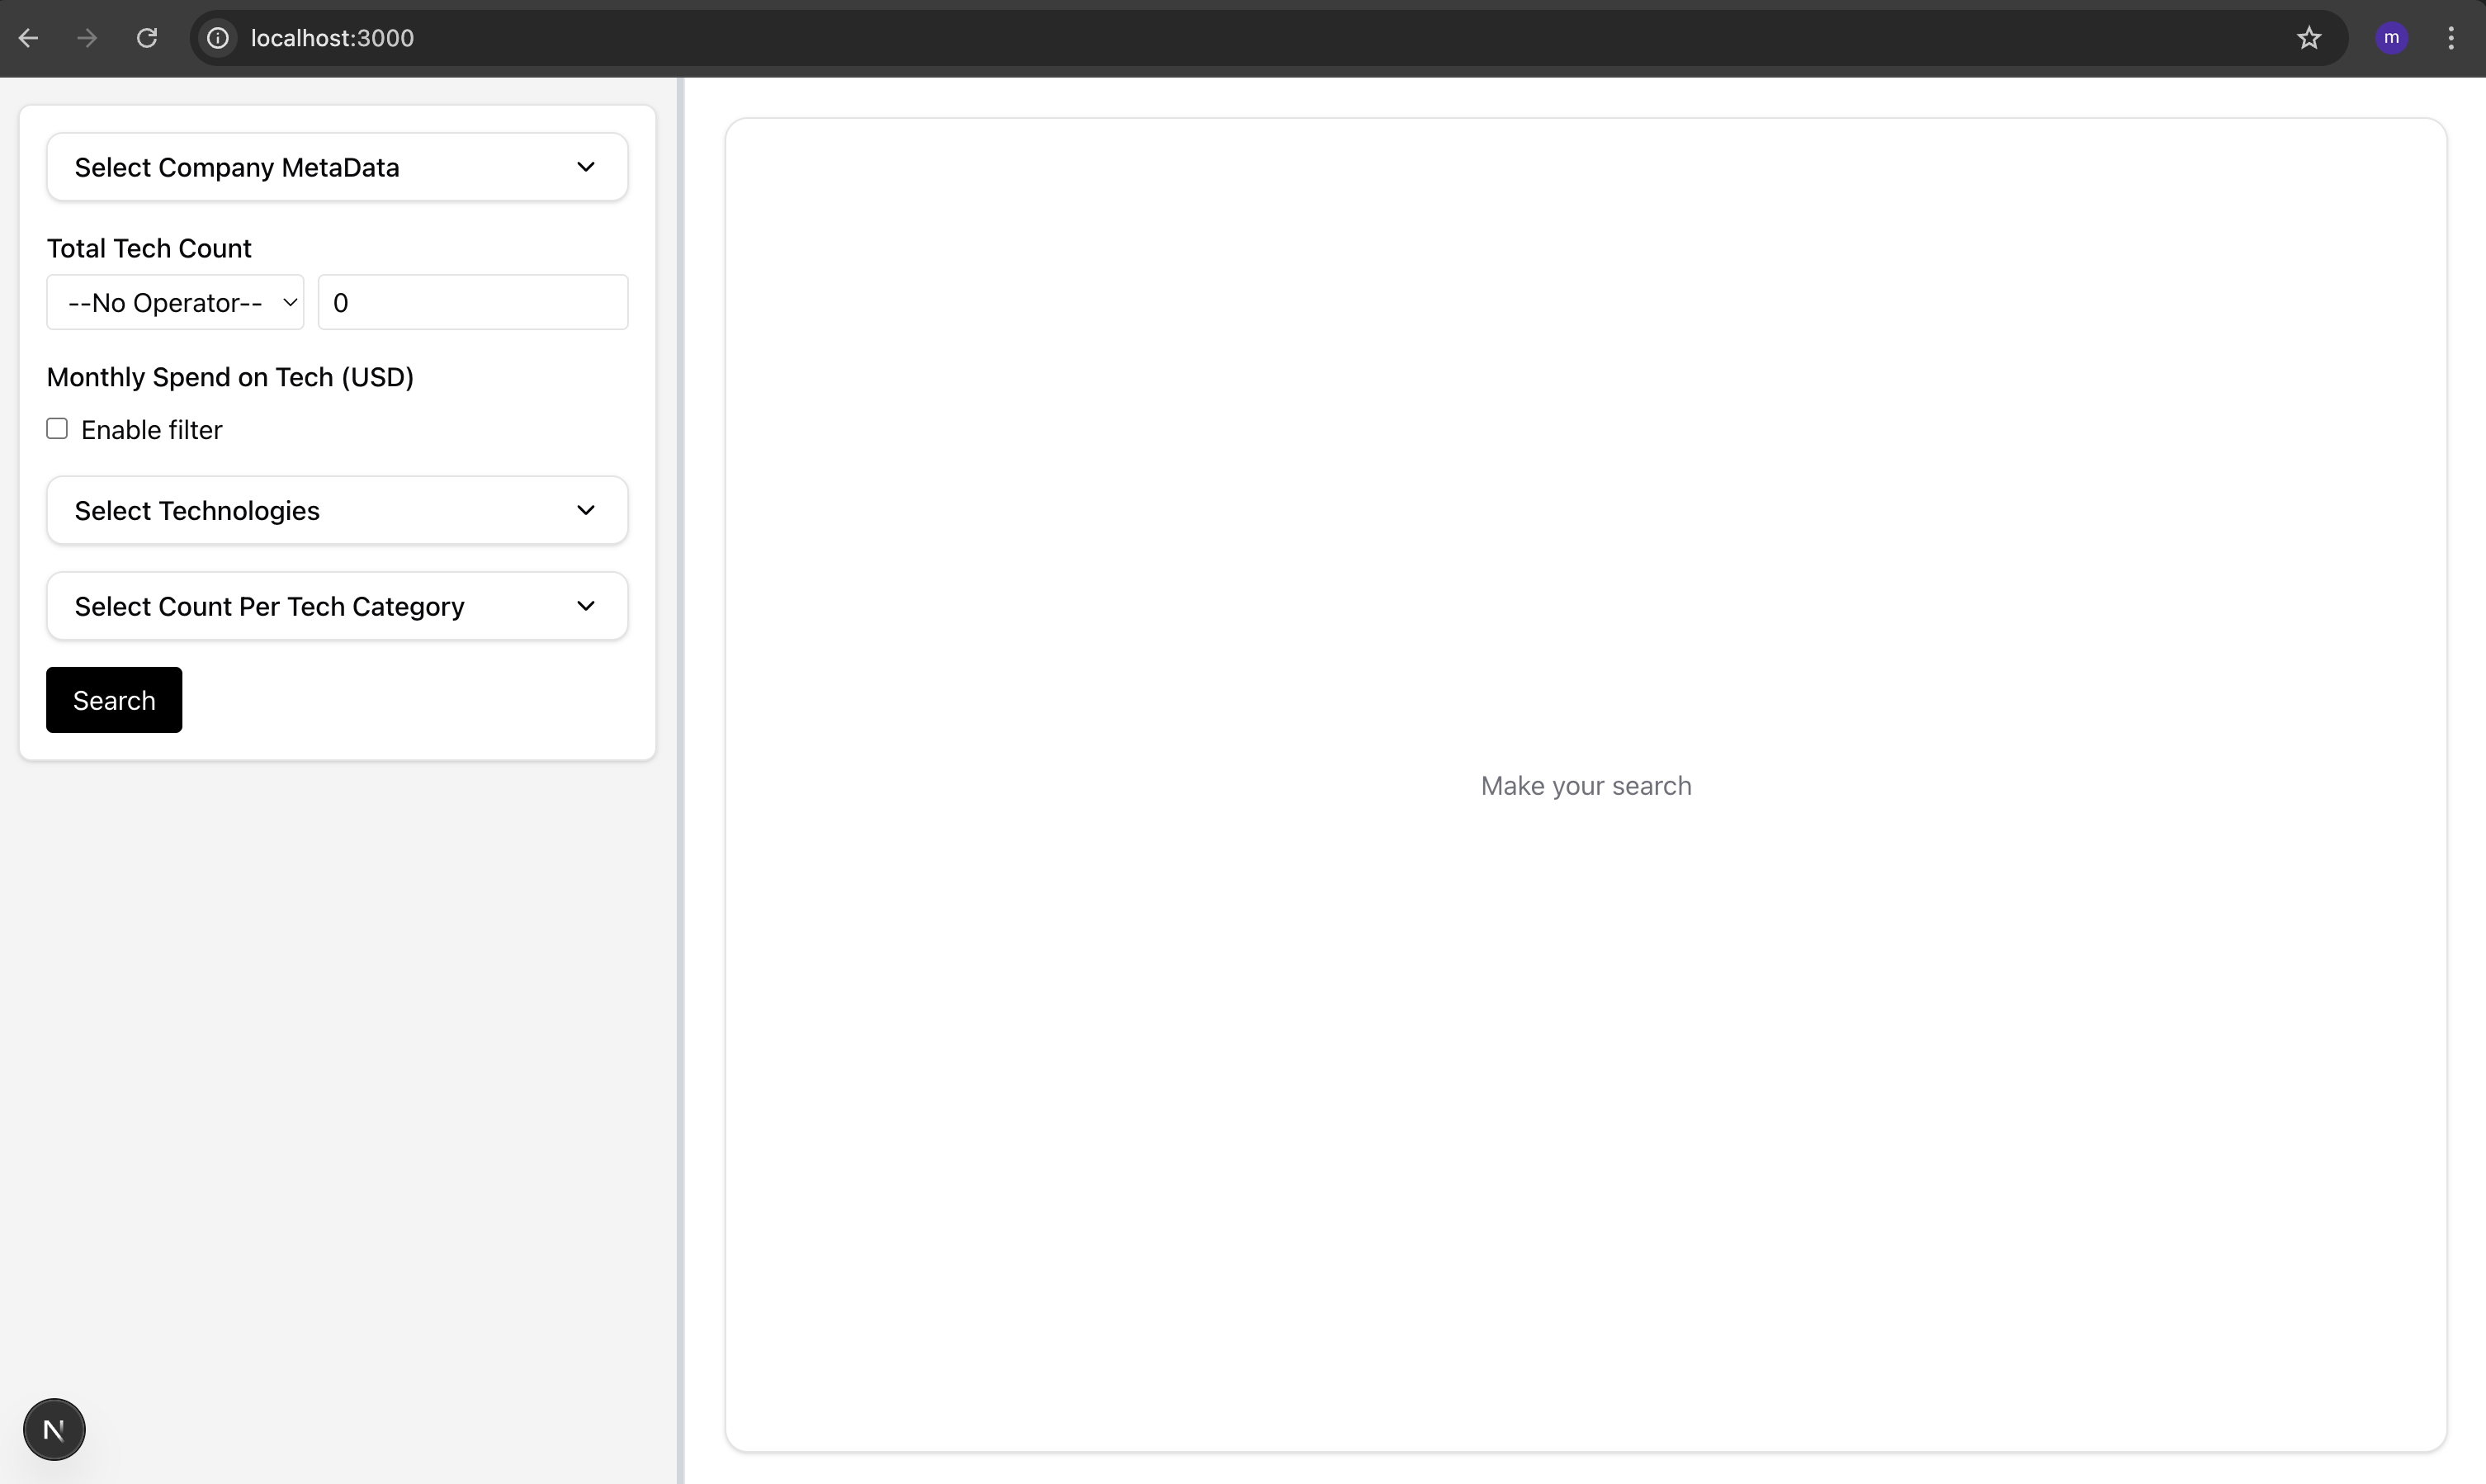 localhost:3000
m
Select Company MetaData
Total Tech Count
--No Operator-- 0
Monthly Spend on Tech (USD)
Enable filter
Select Technologies
Select Count Per Tech Category
Search
Make your search
N